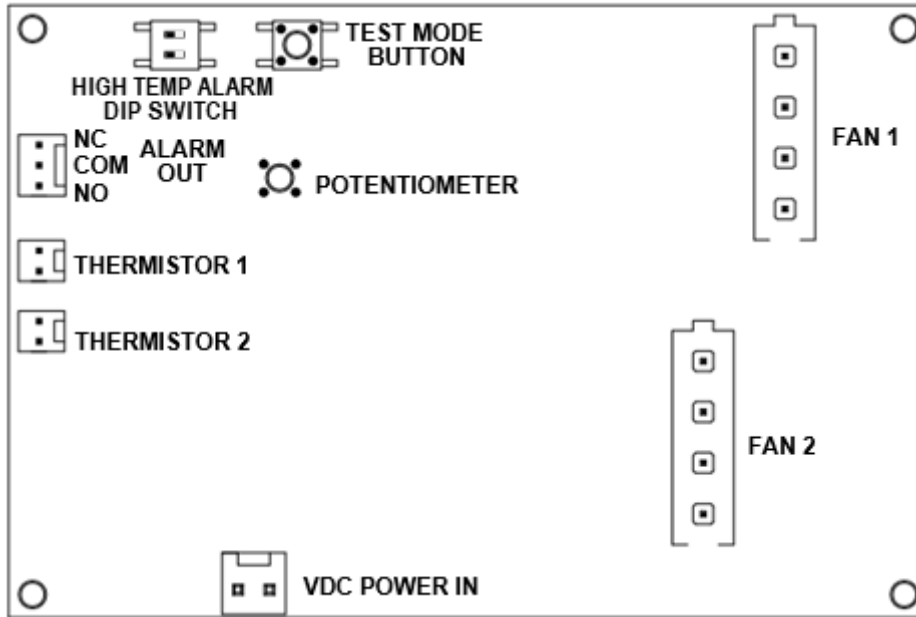 TEST MODE
BUTTON
HIGH TEMP ALARM
DIP SWITCH
FAN 1
NC
COM
NO
ALARM
OUT
POTENTIOMETER
THERMISTOR 1
THERMISTOR 2
FAN 2
VDC POWER IN